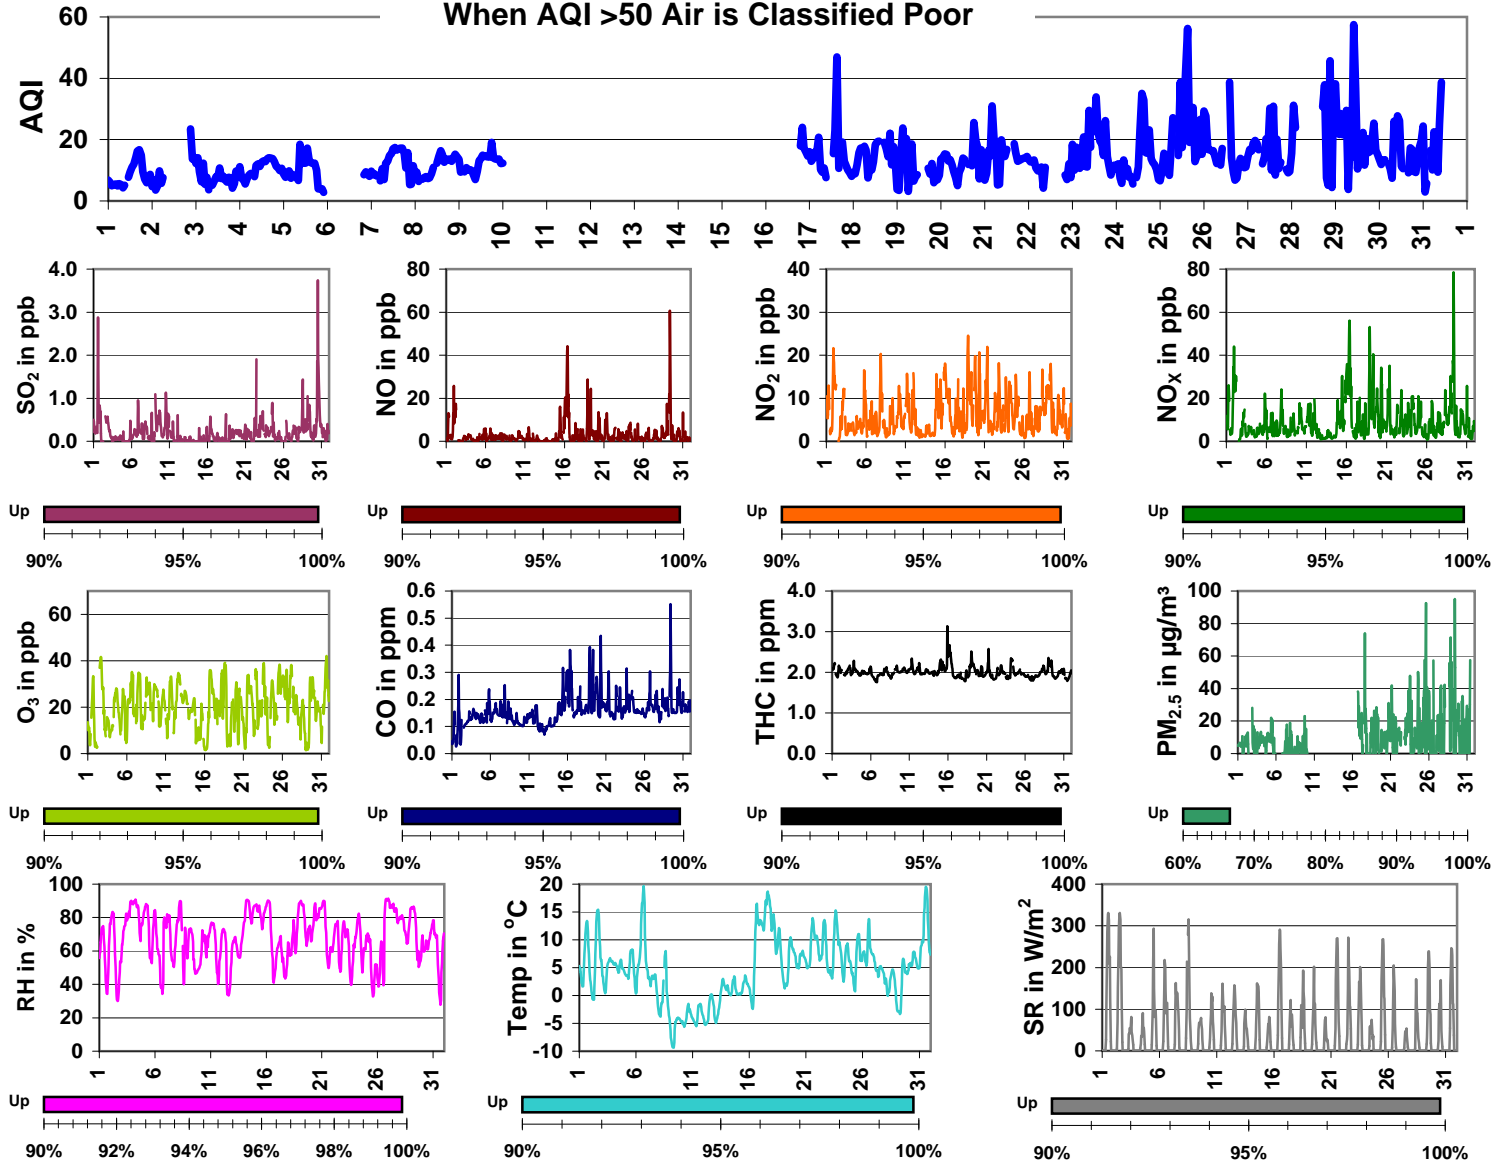 When AQI >50 Air is Classified Poor
AQI
60
40
20
0
1 2 3 4 5 6 7 8 9 10 11 12 13 14 15 16 17 18 19 20 21 22 23 24 25 26 27 28 29 30 31 1
SO2 in ppb
4.0
3.0
2.0
1.0
0.0
1 6 11 16 21 26 31
NO in ppb
80
60
40
20
0
1 6 11 16 21 26 31
NO2 in ppb
40
30
20
10
0
1 6 11 16 21 26 31
NOX in ppb
80
60
40
20
0
1 6 11 16 21 26 31
Up
90% 95% 100%
Up
90% 95% 100%
Up
90% 95% 100%
Up
90% 95% 100%
O3 in ppb
60
40
20
0
1 6 11 16 21 26 31
CO in ppm
0.6
0.5
0.4
0.3
0.2
0.1
0.0
1 6 11 16 21 26 31
THC in ppm
4.0
3.0
2.0
1.0
0.0
1 6 11 16 21 26 31
PM2.5 in µg/m³
100
80
60
40
20
0
1 6 11 16 21 26 31
Up
90% 95% 100%
Up
90% 95% 100%
Up
90% 95% 100%
Up
60% 70% 80% 90% 100%
RH in %
100
80
60
40
20
0
1 6 11 16 21 26 31
Temp in °C
20
15
10
5
0
-5
-10
1 6 11 16 21 26 31
SR in W/m2
400
300
200
100
0
1 6 11 16 21 26 31
Up
90% 92% 94% 96% 98% 100%
Up
90% 95% 100%
Up
90% 95% 100%